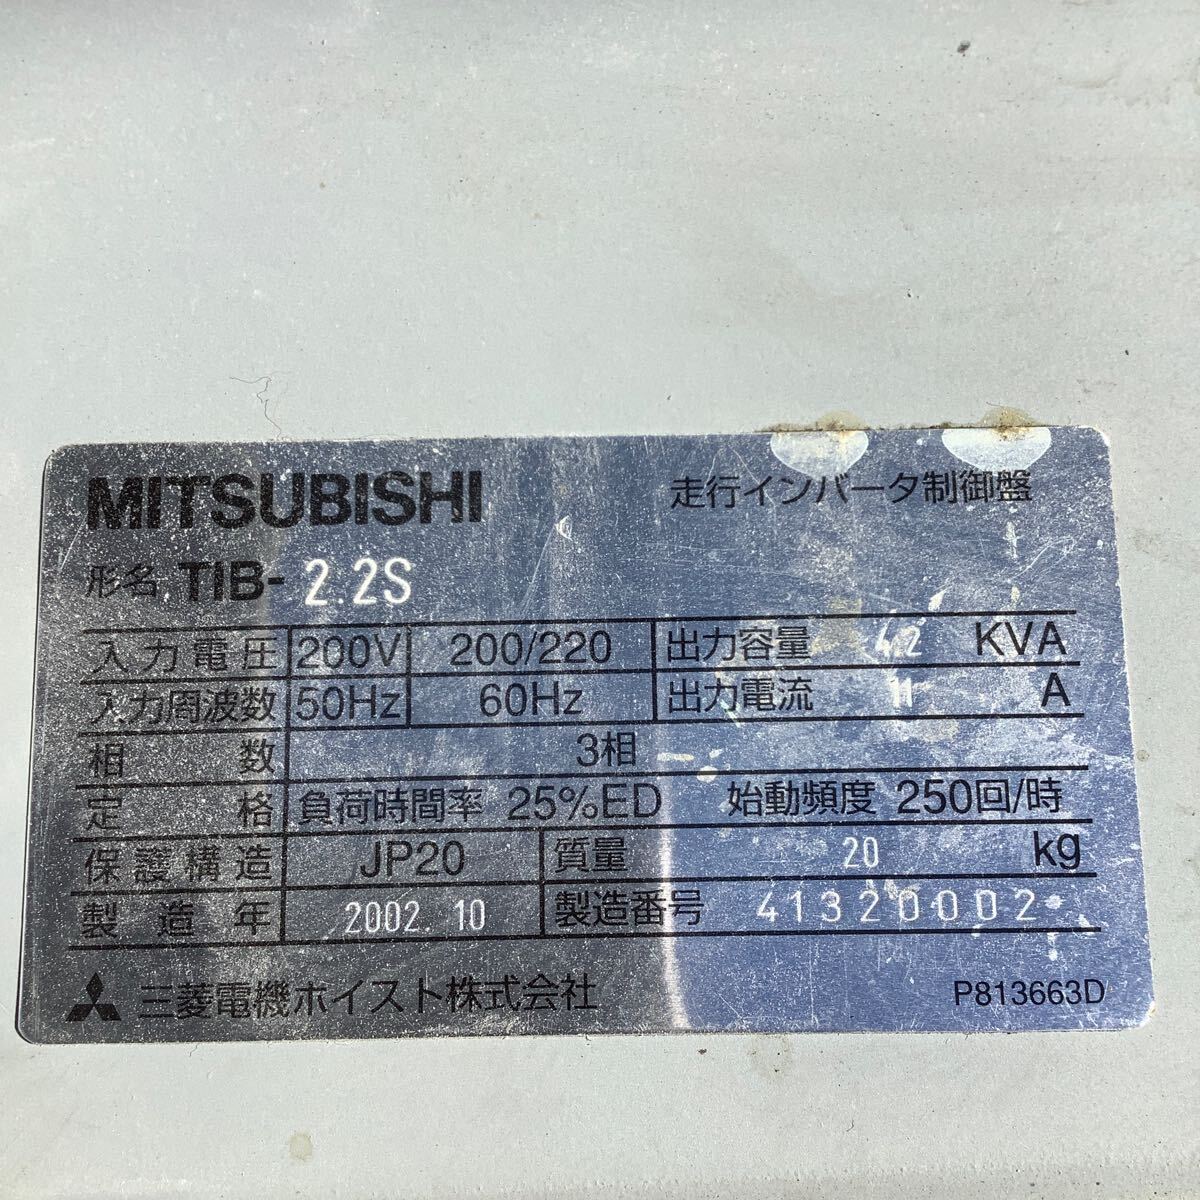 MITSUBISHI 走行インバータ制御盤
形名 TIB- 2.2S
入力電圧 200V 200/220 出力容量 4.2 KVA
入力周波数 50Hz 60Hz 出力電流 11 A
相数 3相
定格 負荷時間率 25%ED 始動頻度 250回/時
保護構造 JP20 質量 20 kg
製造年 2002.10 製造番号 41320002
三菱電機ホイスト株式会社 P813663D